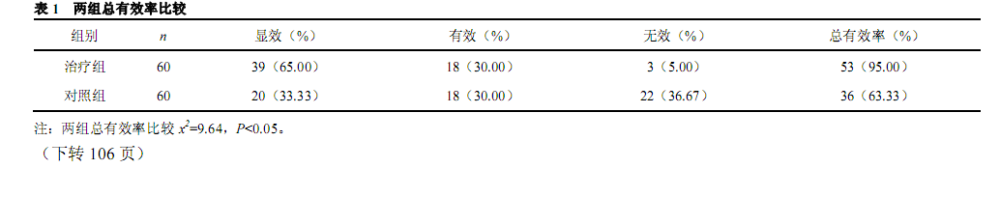 表 1 两组总有效率比较
组别 n 显效（%） 有效（%） 无效（%） 总有效率（%）
治疗组 60 39（65.00） 18（30.00） 3（5.00） 53（95.00）
对照组 60 20（33.33） 18（30.00） 22（36.67） 36（63.33）
注：两组总有效率比较 x²=9.64，P<0.05。
（下转 106 页）